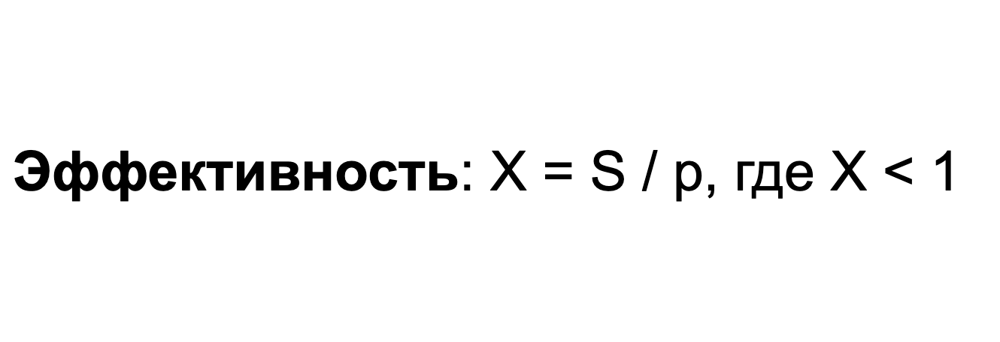 Эффективность: X = S / p, где X < 1